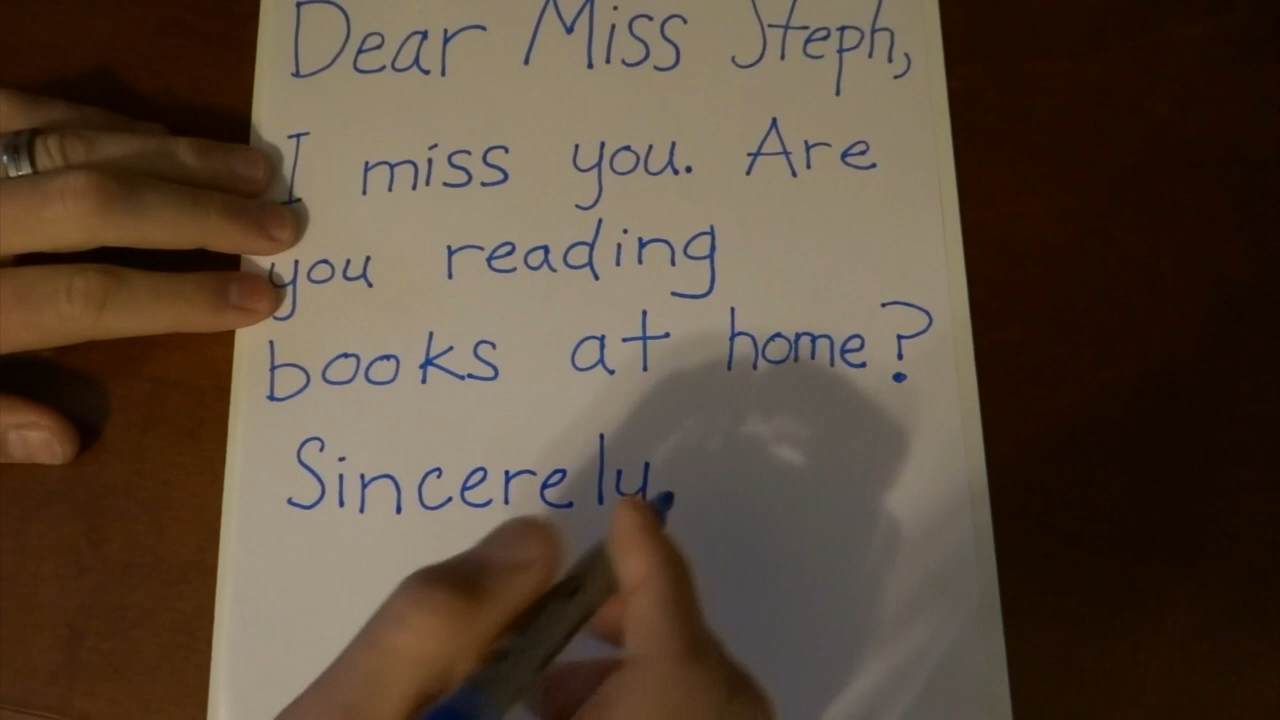 Dear Miss Steph,
I miss you. Are
you reading
books at home?
Sincerely,